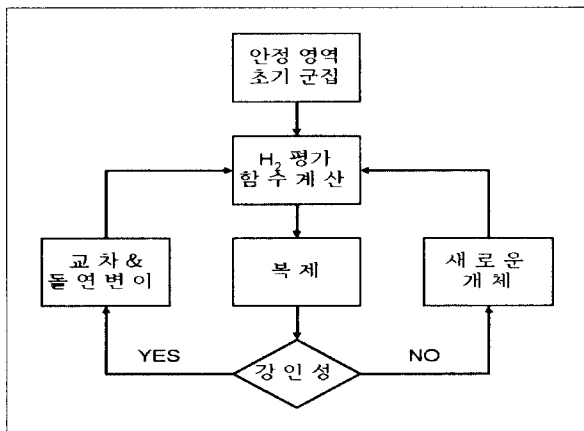 안정 영역
초기 군집
H₂ 평가
함 수 계 산
교 차 &
돌 연 변 이
복 제
새 로 운
개 체
YES
강 인 성
NO